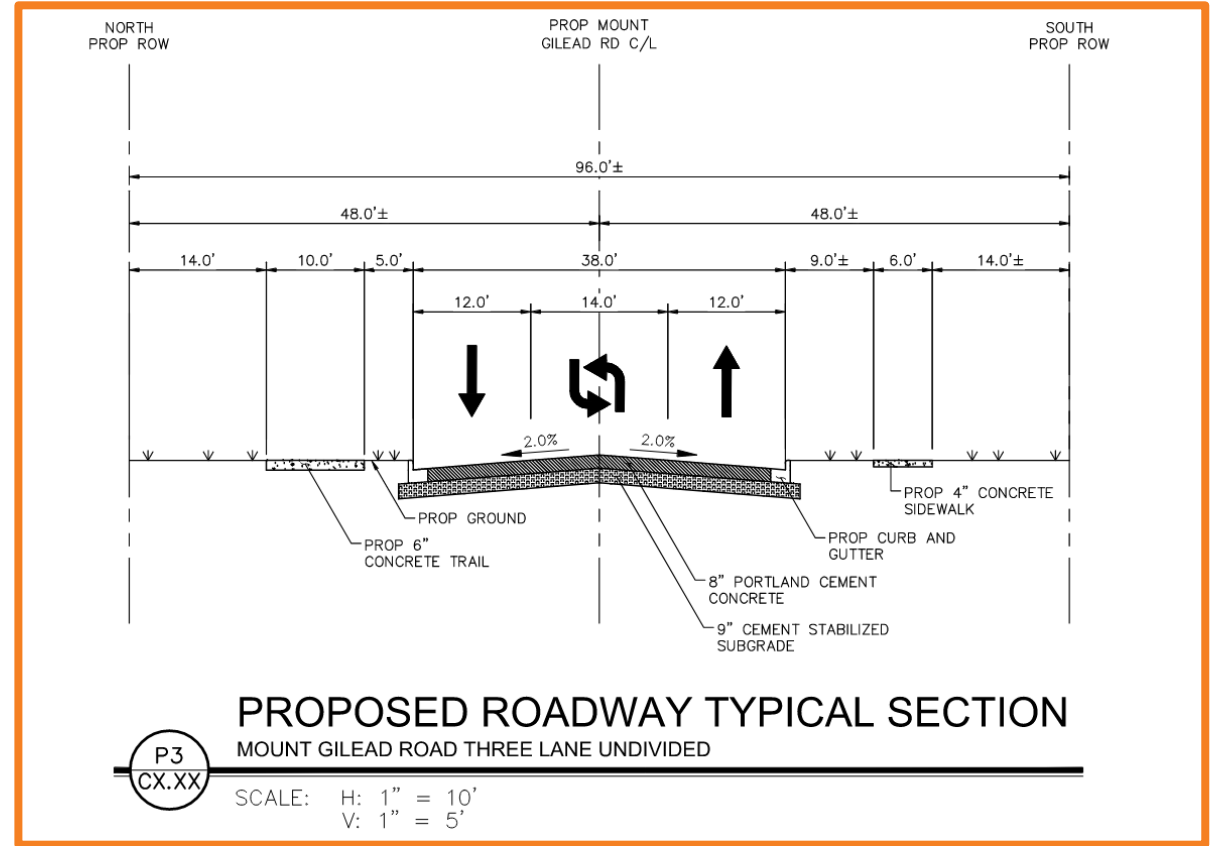 NORTH
PROP ROW
PROP MOUNT
GILEAD RD C/L
SOUTH
PROP ROW
96.0'±
48.0'±
48.0'±
14.0'
10.0'
5.0'
38.0'
9.0'±
6.0'
14.0'±
12.0'
14.0'
12.0'
2.0%
2.0%
PROP GROUND
PROP 6"
CONCRETE TRAIL
PROP 4" CONCRETE
SIDEWALK
PROP CURB AND
GUTTER
8" PORTLAND CEMENT
CONCRETE
9" CEMENT STABILIZED
SUBGRADE
PROPOSED ROADWAY TYPICAL SECTION
MOUNT GILEAD ROAD THREE LANE UNDIVIDED
P3
CX.XX
SCALE: H: 1" = 10'
V: 1" = 5'